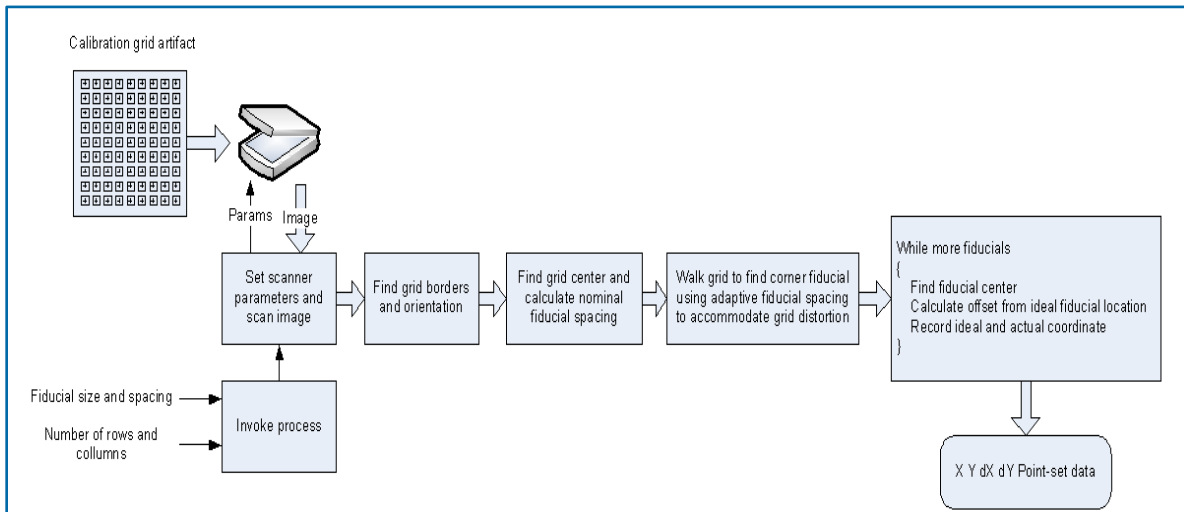 Calibration grid artifact
Params
Image
Set scanner
parameters and
scan image
Find grid borders
and orientation
Find grid center and
calculate nominal
fiducial spacing
Walk grid to find corner fiducial
using adaptive fiducial spacing
to accommodate grid distortion
While more fiducials
{
Find fiducial center
Calculate offset from ideal fiducial location
Record ideal and actual coordinate
}
Fiducial size and spacing
Number of rows and
collumns
Invoke process
X Y dX dY Point-set data